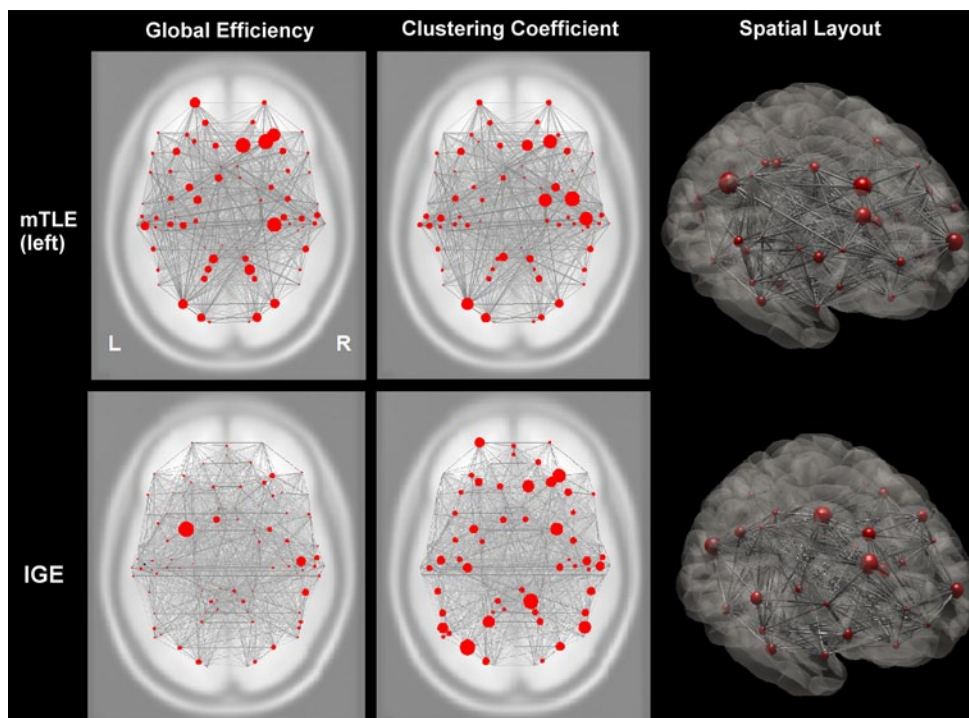 Global Efficiency
Clustering Coefficient
Spatial Layout
mTLE
(left)
L
R
IGE